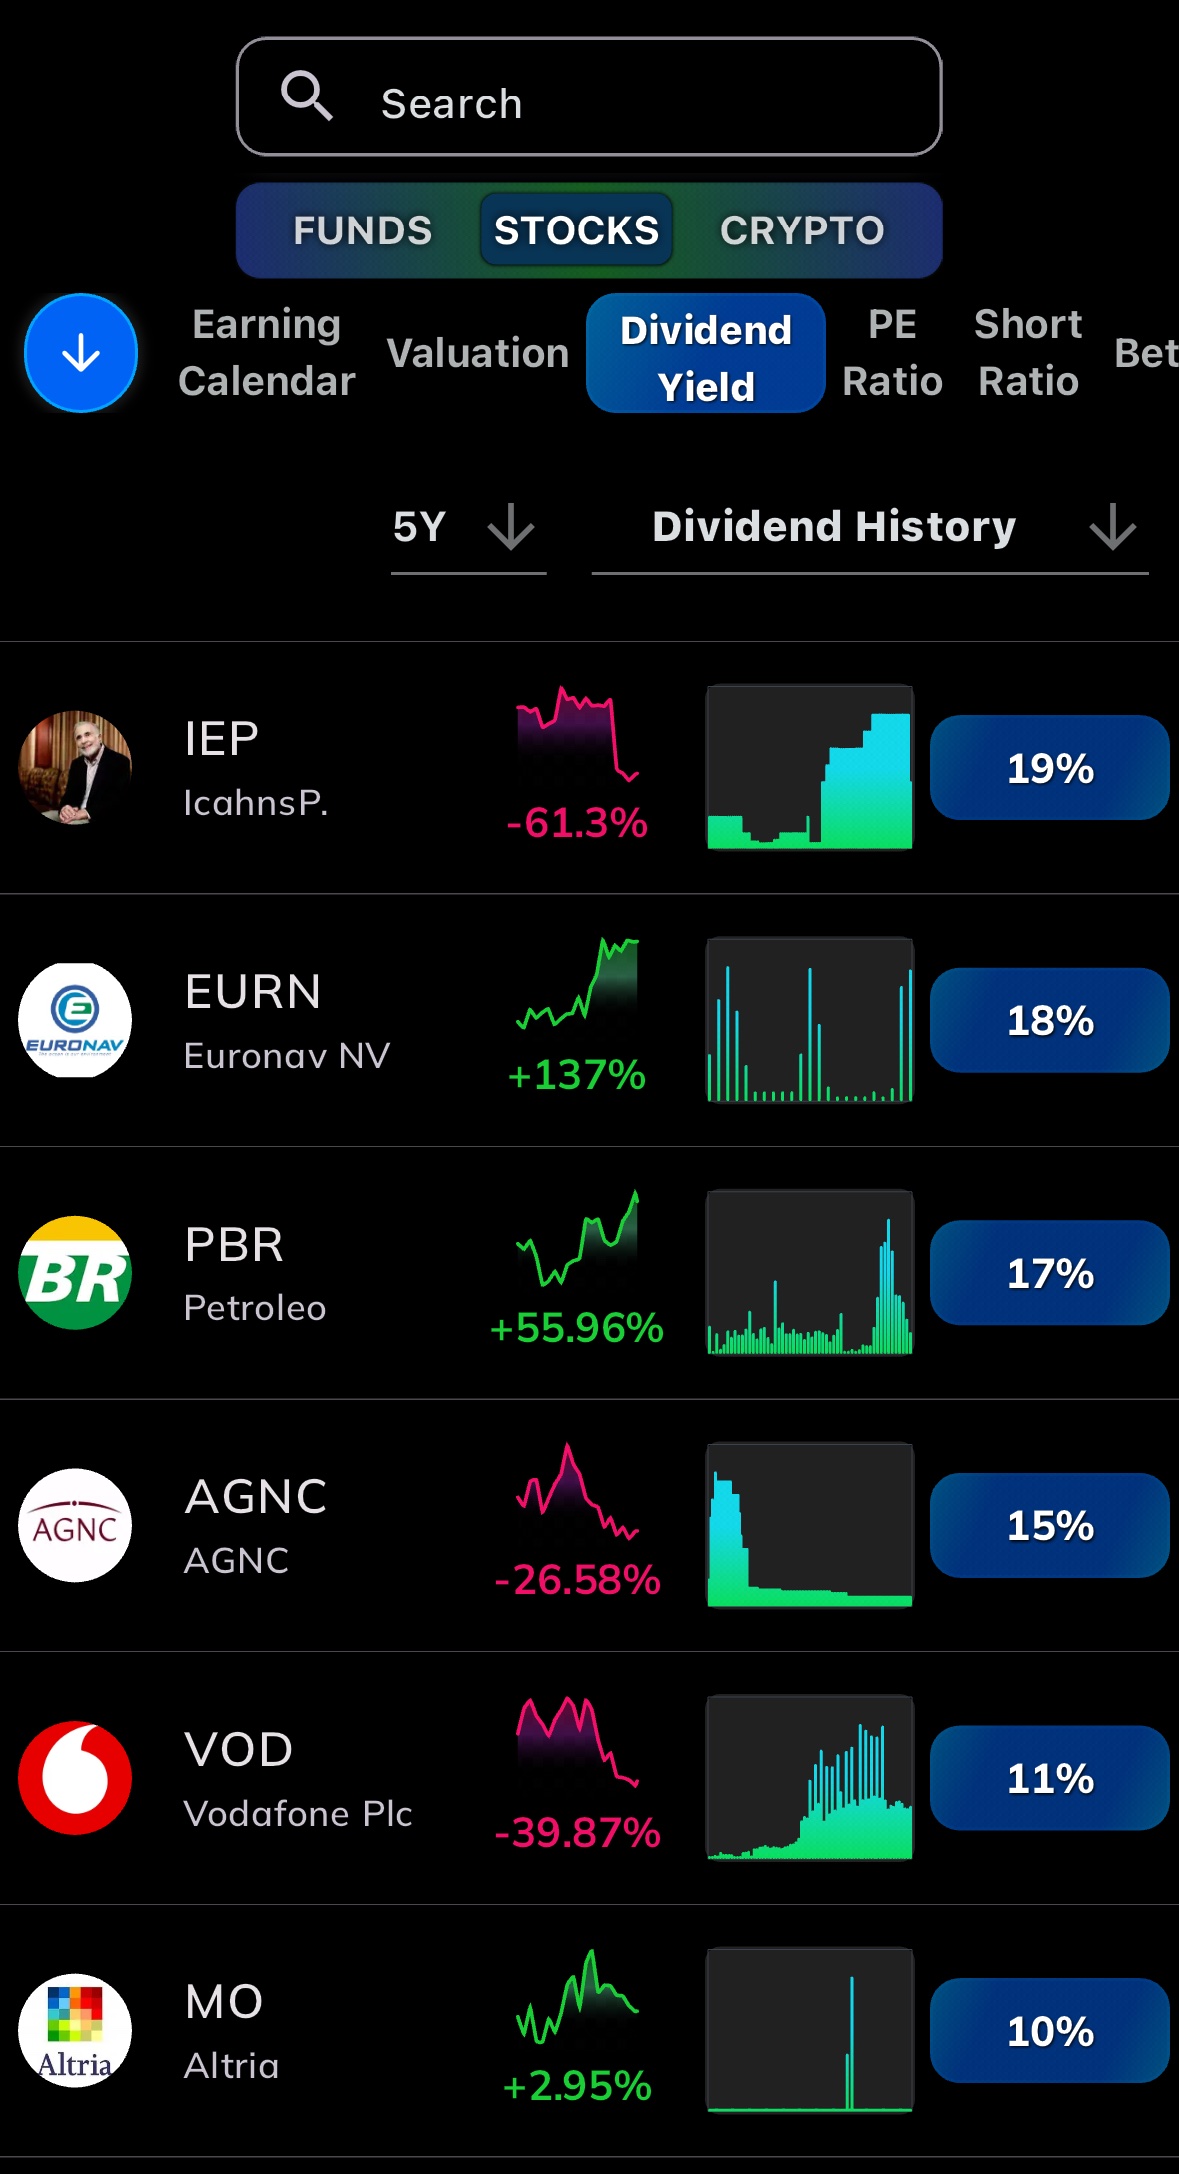 Search
FUNDS STOCKS CRYPTO
Earning Calendar Valuation Dividend Yield PE Ratio Short Ratio Bet
5Y Dividend History
IEP
IcahnsP.
-61.3%
19%
EURONAV
EURN
Euronav NV
+137%
18%
BR
PBR
Petroleo
+55.96%
17%
AGNC
AGNC
AGNC
-26.58%
15%
VOD
Vodafone Plc
-39.87%
11%
Altria
MO
Altria
+2.95%
10%